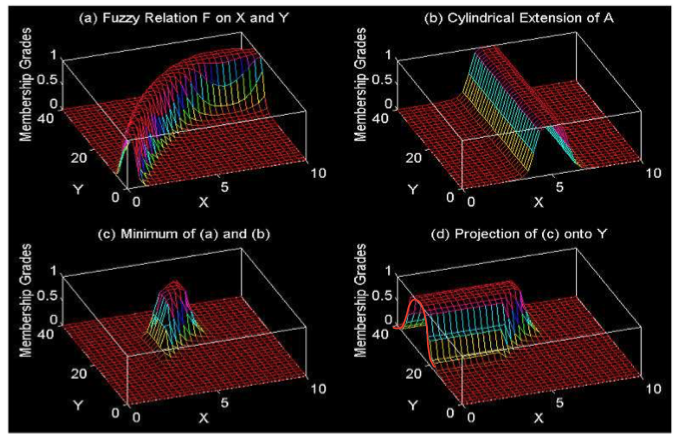 (a) Fuzzy Relation F on X and Y
Membership Grades
1
0.5
0
40
20
0
Y
0
5
10
X
(b) Cylindrical Extension of A
Membership Grades
1
0.5
0
40
20
0
Y
0
5
10
X
(c) Minimum of (a) and (b)
Membership Grades
1
0.5
0
40
20
0
Y
0
5
10
X
(d) Projection of (c) onto Y
Membership Grades
1
0.5
0
40
20
0
Y
0
5
10
X